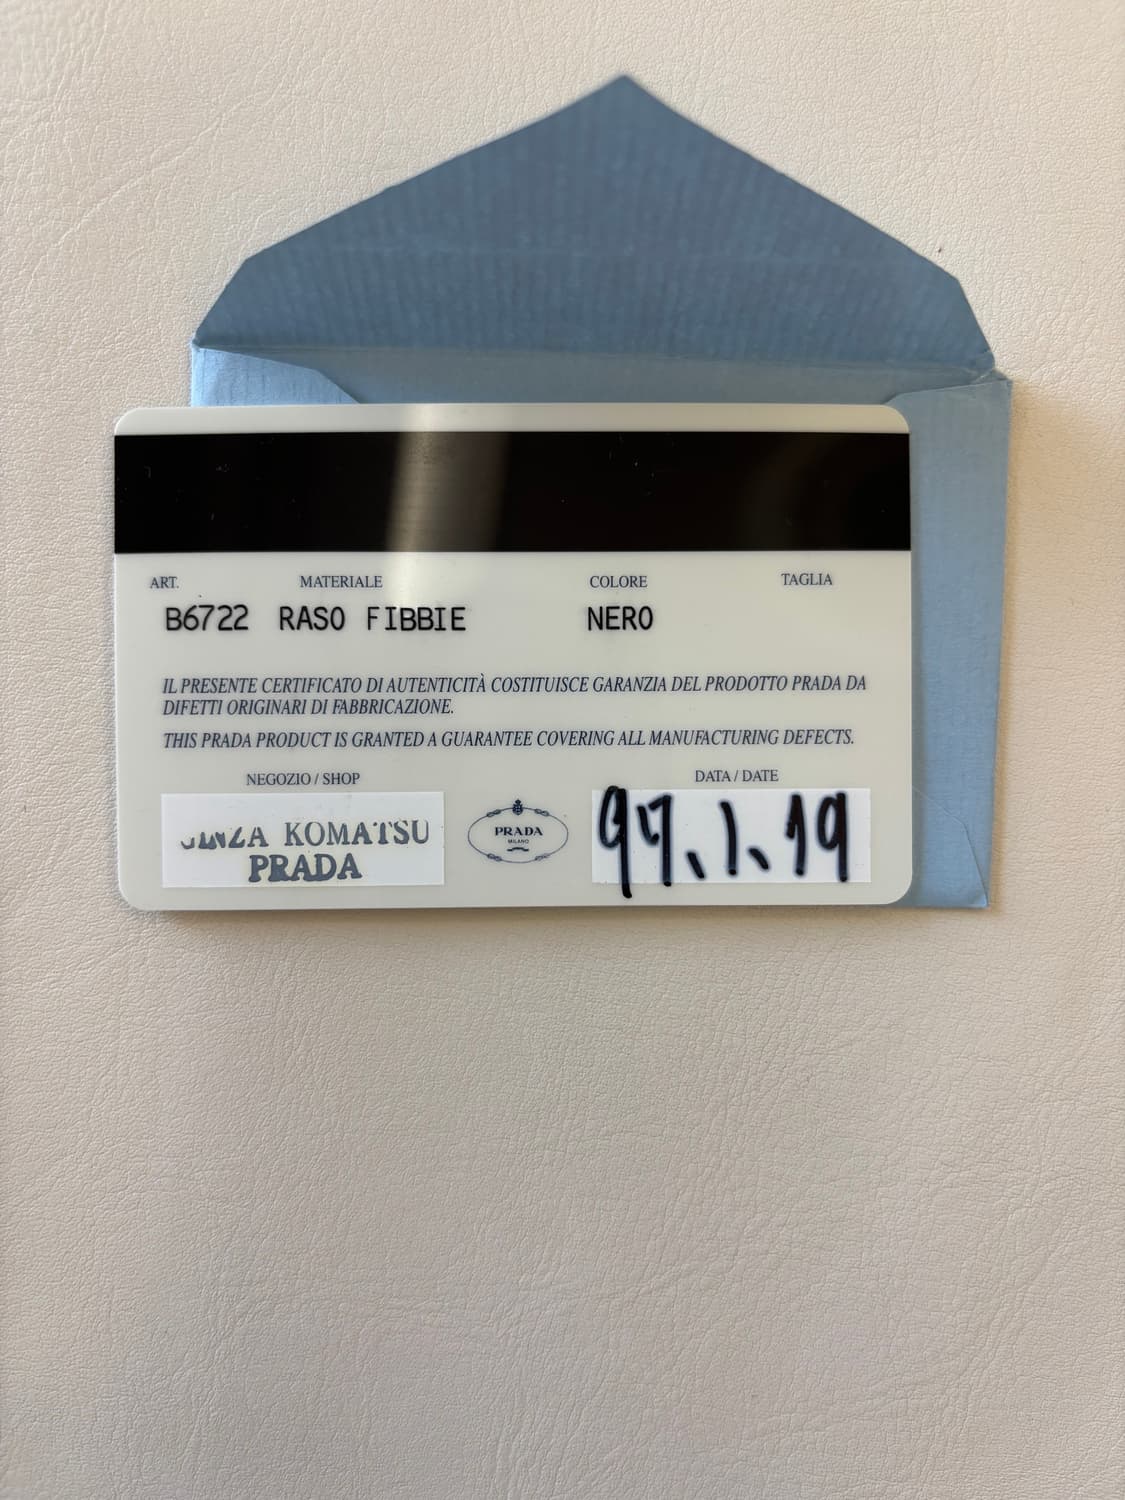 ART. MATERIALE COLORE TAGLIA
B6722 RASO FIBBIE NERO
IL PRESENTE CERTIFICATO DI AUTENTICITÀ COSTITUISCE GARANZIA DEL PRODOTTO PRADA DA
DIFETTI ORIGINARI DI FABBRICAZIONE.
THIS PRADA PRODUCT IS GRANTED A GUARANTEE COVERING ALL MANUFACTURING DEFECTS.
NEGOZIO / SHOP DATA / DATE
GINZA KOMATSU
PRADA
PRADA
MILANO
97.1.19